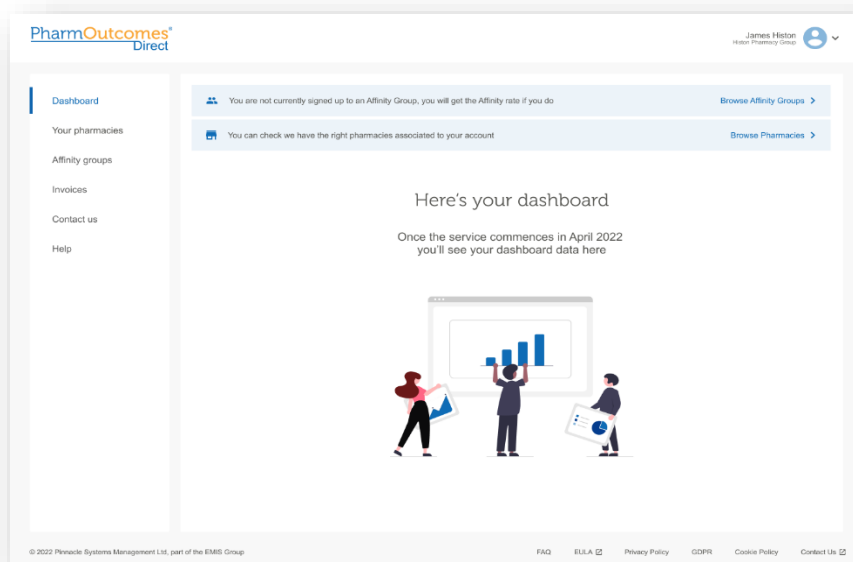 PharmOutcomes®
Direct
James Histon
Histon Pharmacy Group
Dashboard
Your pharmacies
Affinity groups
Invoices
Contact us
Help
You are not currently signed up to an Affinity Group, you will get the Affinity rate if you do
Browse Affinity Groups
You can check we have the right pharmacies associated to your account
Browse Pharmacies
Here's your dashboard
Once the service commences in April 2022
you'll see your dashboard data here
© 2022 Pinnacle Systems Management Ltd, part of the EMIS Group
FAQ
EULA
Privacy Policy
GDPR
Cookie Policy
Contact Us